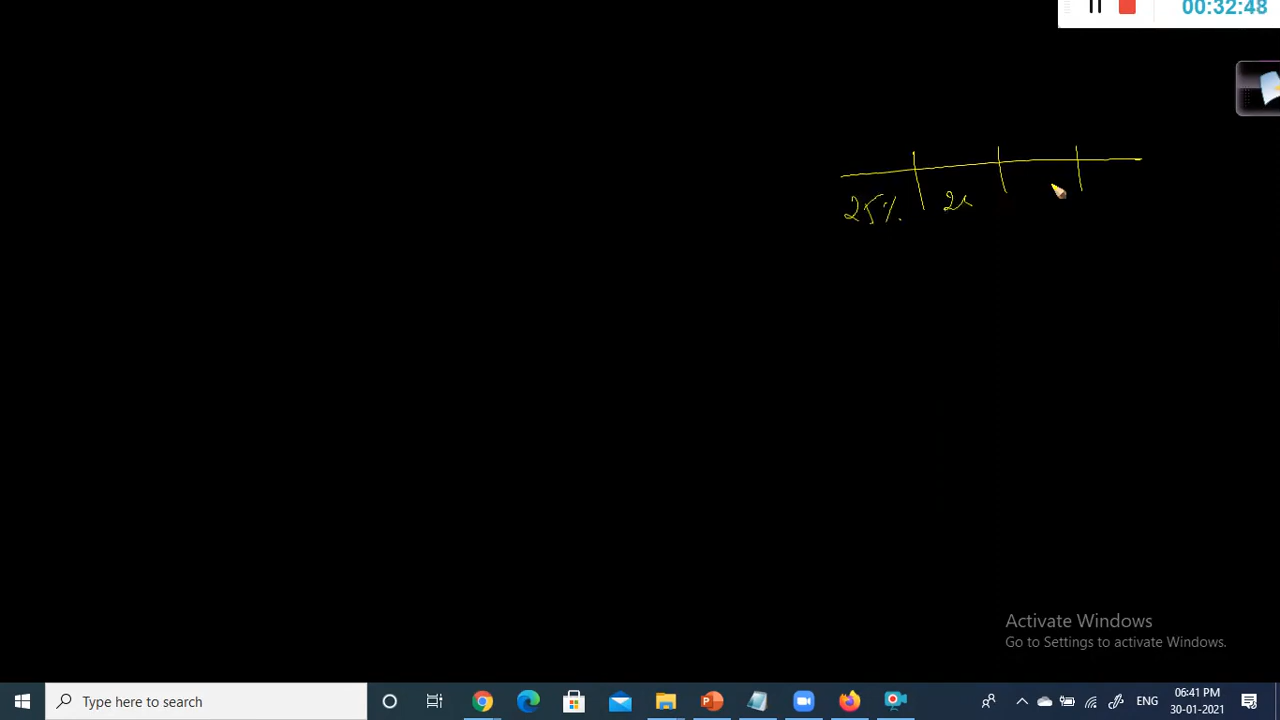 00:32:48
25%
Activate Windows
Go to Settings to activate Windows.
Type here to search
ENG
06:41 PM
30-01-2021